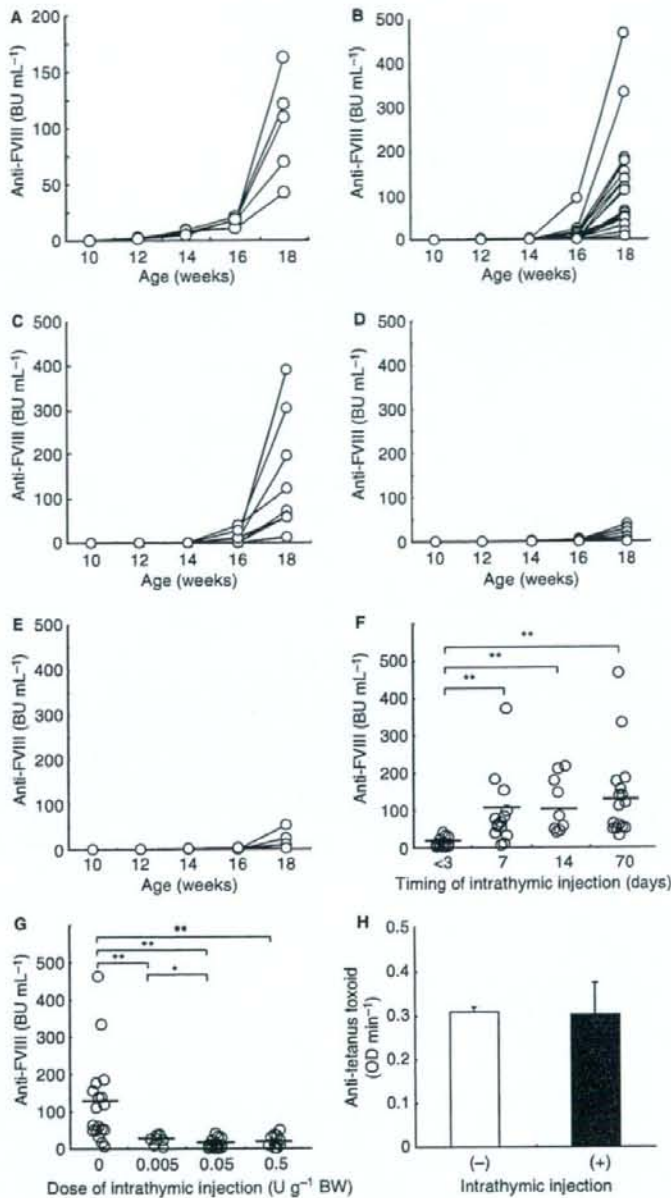 A
Anti-FVIII (BU mL⁻¹)
200
150
100
50
0
10 12 14 16 18
Age (weeks)
B
Anti-FVIII (BU mL⁻¹)
500
400
300
200
100
0
10 12 14 16 18
Age (weeks)
C
Anti-FVIII (BU mL⁻¹)
500
400
300
200
100
0
10 12 14 16 18
Age (weeks)
D
Anti-FVIII (BU mL⁻¹)
500
400
300
200
100
0
10 12 14 16 18
Age (weeks)
E
Anti-FVIII (BU mL⁻¹)
500
400
300
200
100
0
10 12 14 16 18
Age (weeks)
F
Anti-FVIII (BU mL⁻¹)
**
**
**
500
400
300
200
100
0
<3 7 14 70
Timing of intrathymic injection (days)
G
Anti-FVIII (BU mL⁻¹)
**
**
** *
500
400
300
200
100
0
0 0.005 0.05 0.5
Dose of intrathymic injection (U g⁻¹ BW)
H
Anti-tetanus toxoid
(OD min⁻¹)
0.5
0.4
0.3
0.2
0.1
0
(−) (+)
Intrathymic injection